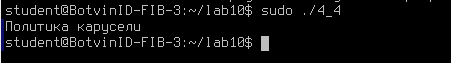 student@BotvinID-FIB-3:~/lab10$ sudo ./4_4
Политика карусели
student@BotvinID-FIB-3:~/lab10$